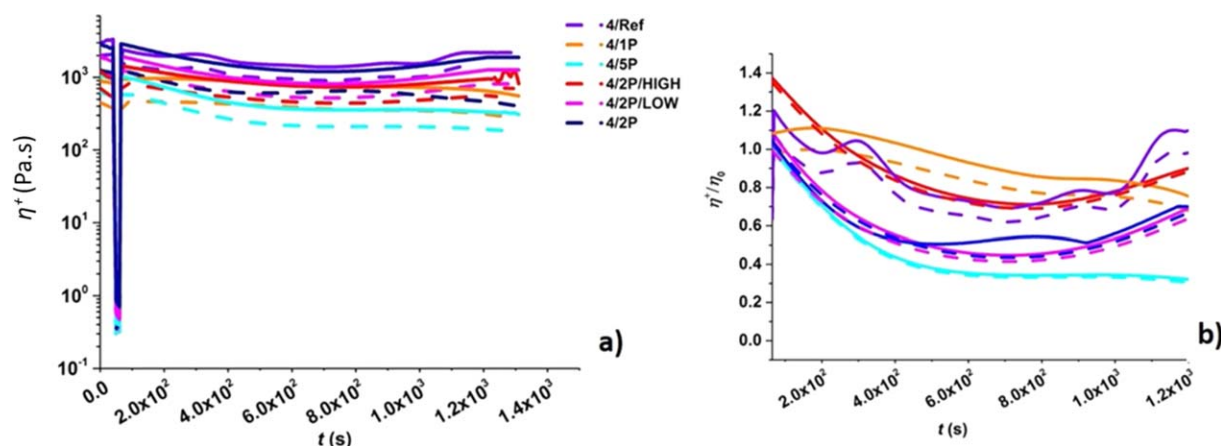 η⁺ (Pa.s)
10³
10²
10¹
10⁰
10⁻¹
0.0
2.0x10²
4.0x10²
6.0x10²
8.0x10²
1.0x10³
1.2x10³
1.4x10³
t (s)
a)
4/Ref
4/1P
4/5P
4/2P/HIGH
4/2P/LOW
4/2P
η⁺/η₀
1.4
1.2
1.0
0.8
0.6
0.4
0.2
0.0
2.0x10²
4.0x10²
6.0x10²
8.0x10²
1.0x10³
1.2x10³
t (s)
b)